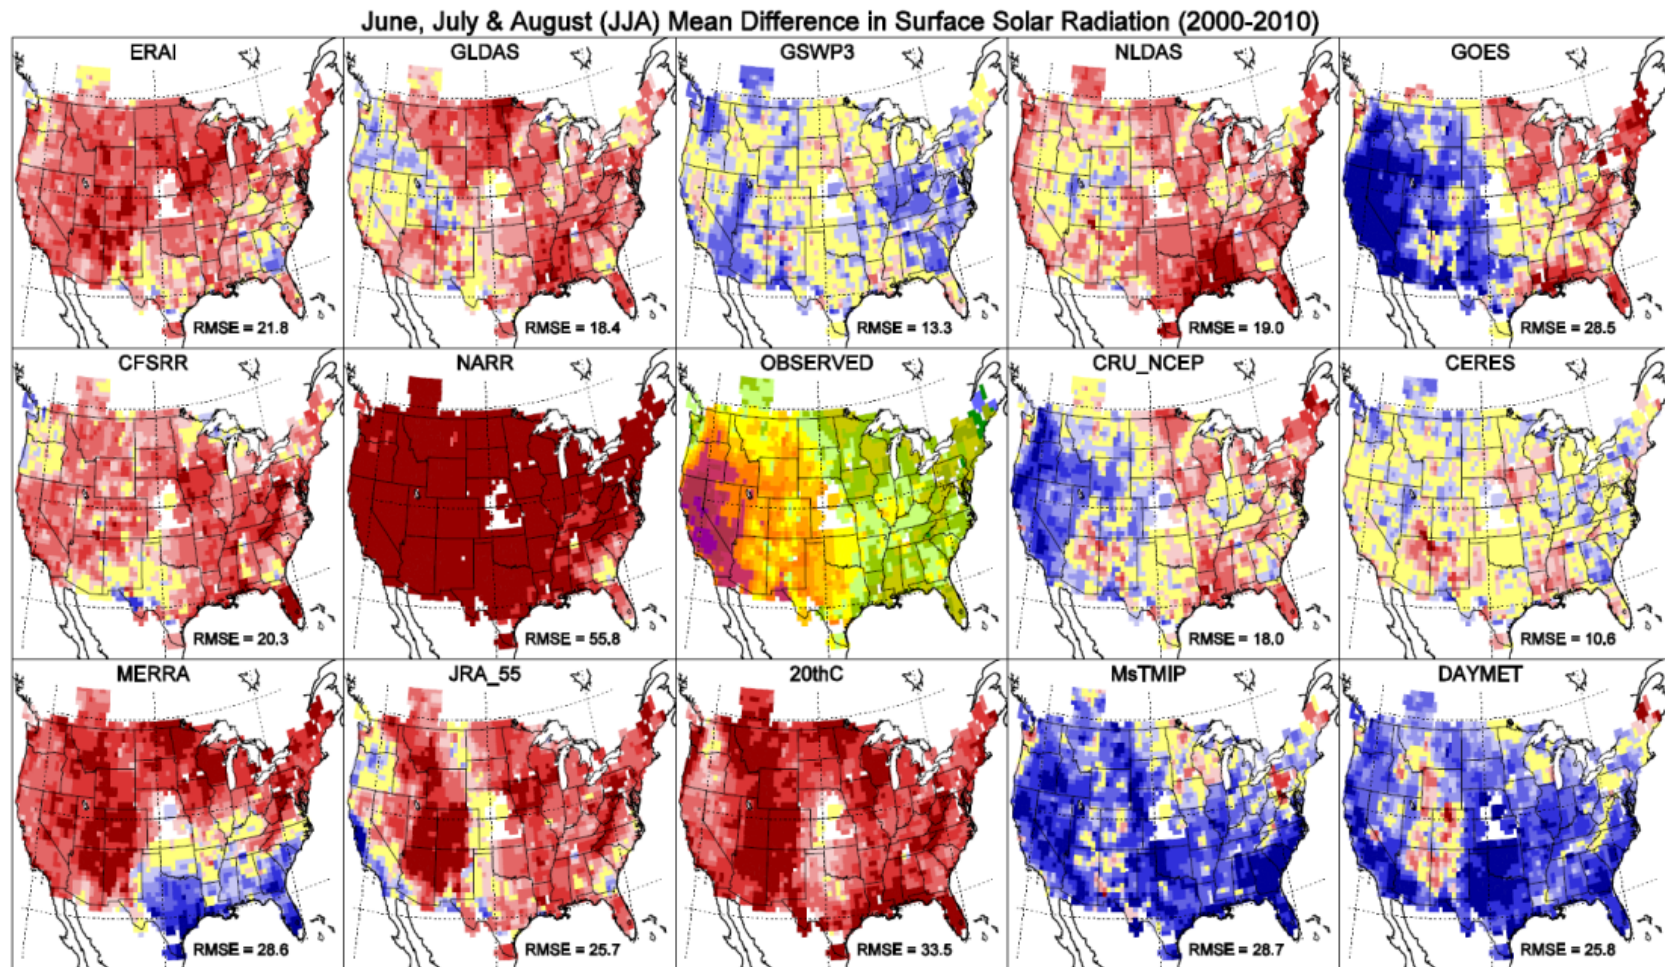 June, July & August (JJA) Mean Difference in Surface Solar Radiation (2000-2010)
ERAI
GLDAS
GSWP3
NLDAS
GOES
RMSE = 21.8
RMSE = 18.4
RMSE = 13.3
RMSE = 19.0
RMSE = 28.5
CFSRR
NARR
OBSERVED
CRU_NCEP
CERES
RMSE = 20.3
RMSE = 55.8
RMSE = 18.0
RMSE = 10.6
MERRA
JRA_55
20thC
MsTMIP
DAYMET
RMSE = 28.6
RMSE = 25.7
RMSE = 33.5
RMSE = 28.7
RMSE = 25.8